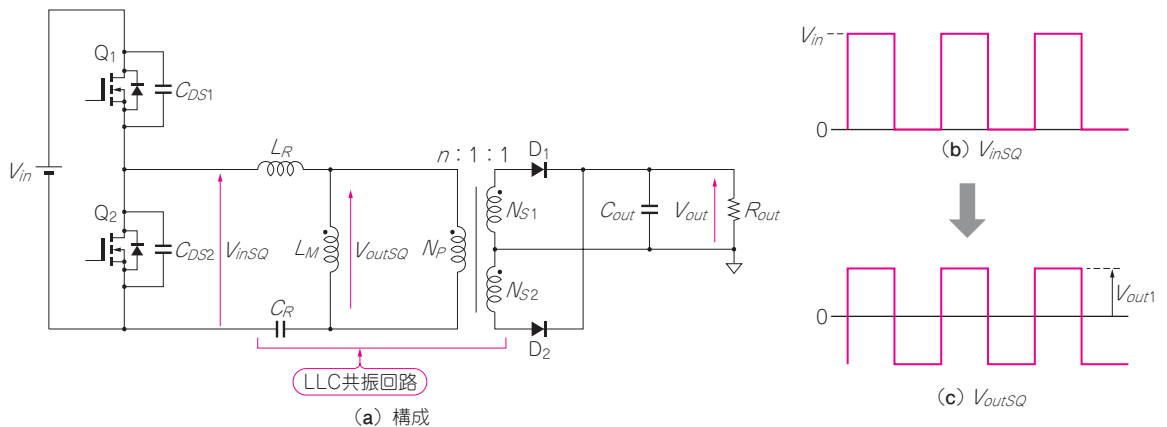 Q1
CDS1
Vin
Q2
CDS2
VinSQ
LR
LM
VoutSQ
CR
n：1：1
NP
NS1
NS2
D1
D2
Cout
Vout
Rout
LLC共振回路
（a）構成
Vin
0
（b）VinSQ
0
Vout1
（c）VoutSQ